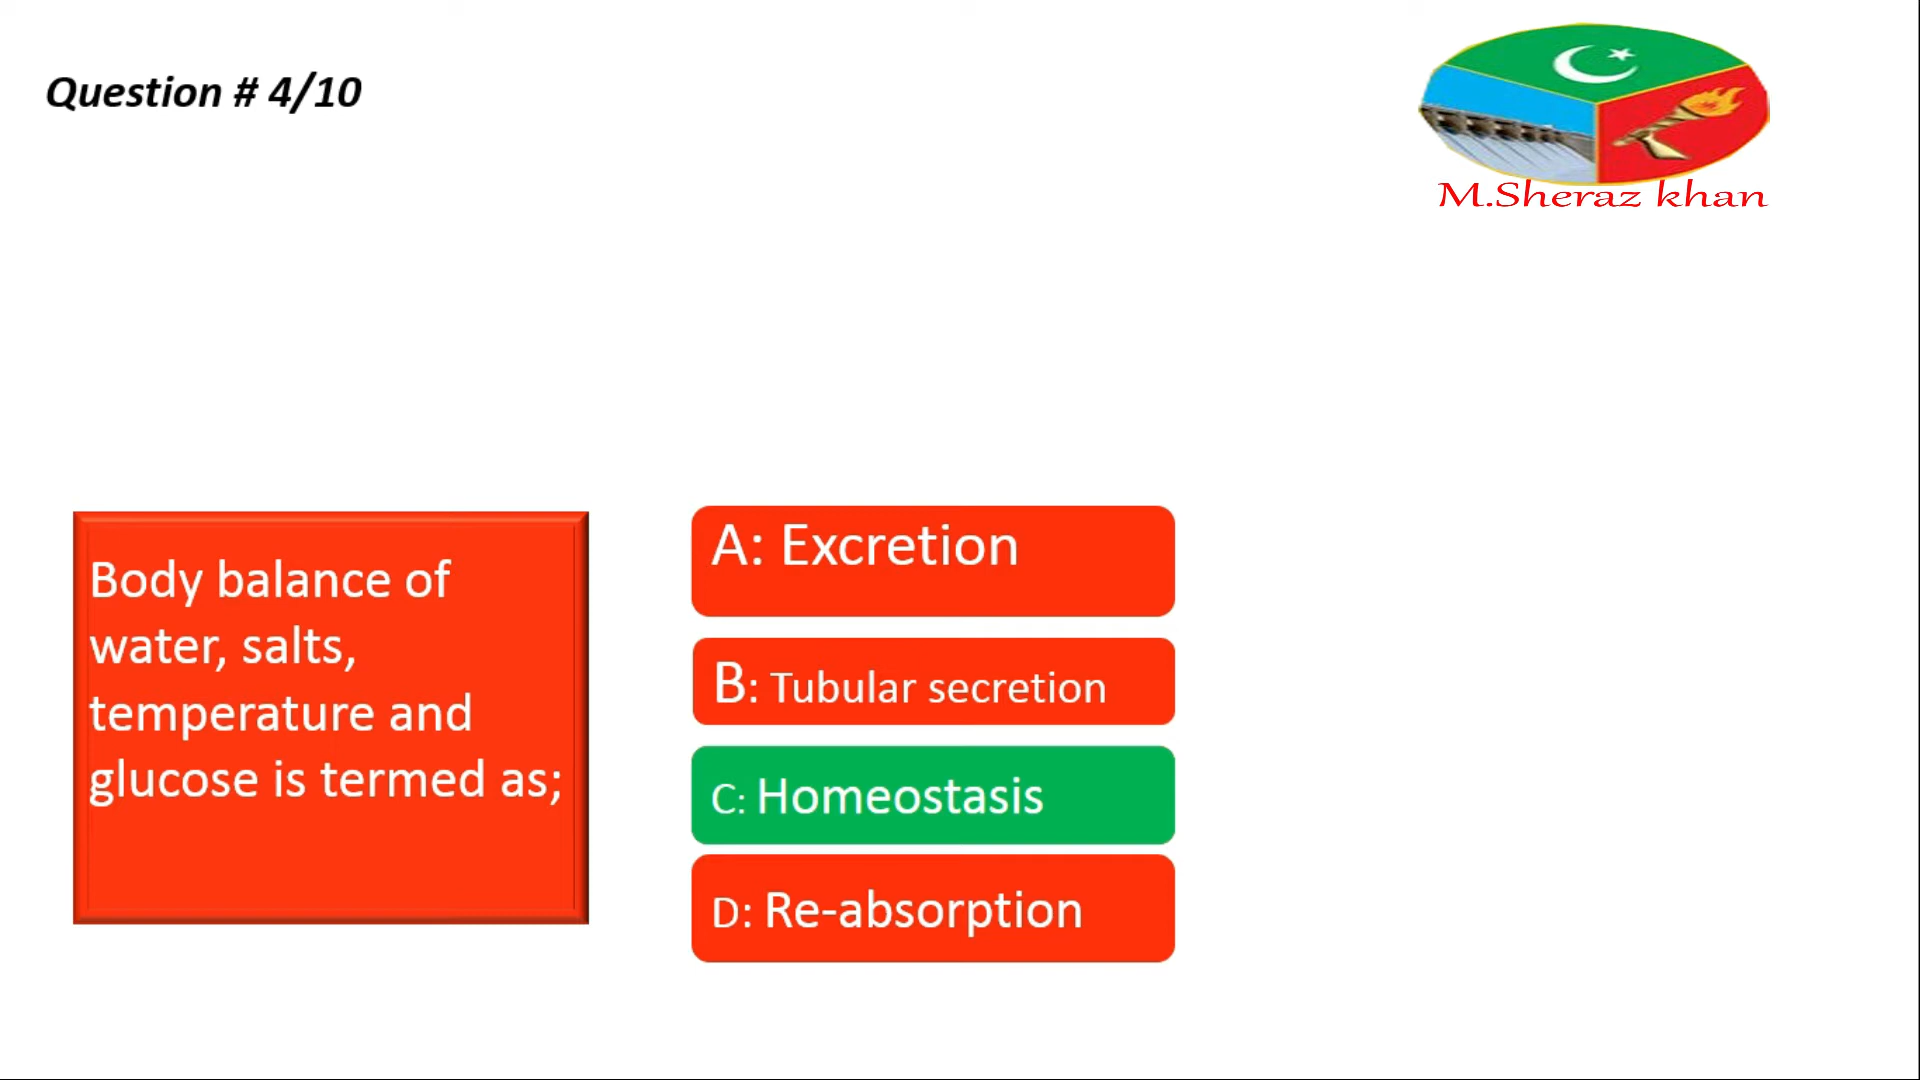 Question # 4/10
M.Sheraz khan
Body balance of
water, salts,
temperature and
glucose is termed as;
A: Excretion
B: Tubular secretion
C: Homeostasis
D: Re-absorption